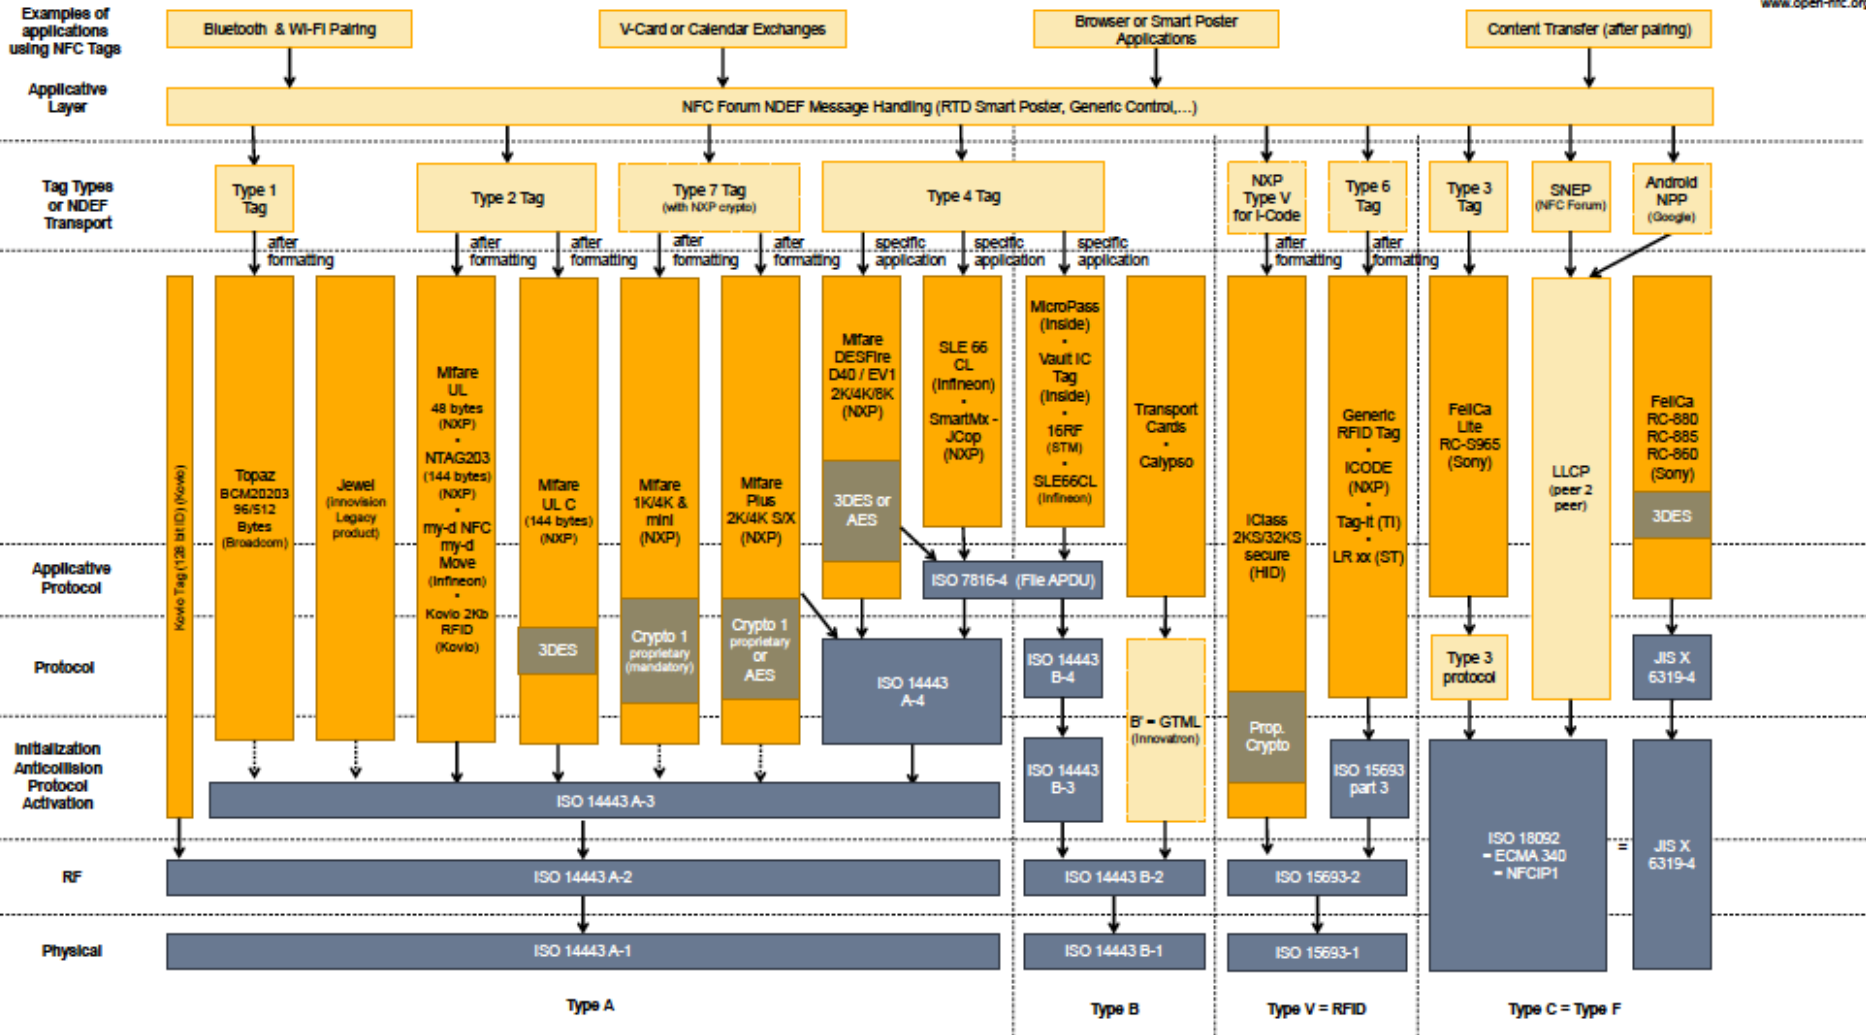 www.open-nfc.org
Examples of
applications
using NFC Tags
Bluetooth & WI-FI Pairing
V-Card or Calendar Exchanges
Browser or Smart Poster
Applications
Content Transfer (after pairing)
Applicative
Layer
NFC Forum NDEF Message Handling (RTD Smart Poster, Generic Control,...)
Tag Types
or NDEF
Transport
Type 1
Tag
Type 2 Tag
Type 7 Tag
(with NXP crypto)
Type 4 Tag
NXP
Type V
for I-Code
Type 6
Tag
Type 3
Tag
SNEP
(NFC Forum)
Android
NPP
(Google)
after
formatting
after
formatting
after
formatting
after
formatting
after
formatting
specific
application
specific
application
specific
application
after
formatting
after
formatting
Kovio Tag (128 bit ID) (Kovio)
Topaz
BCM20203
96/512
Bytes
(Broadcom)
Jewel
(Innovision
Legacy
product)
Mifare
UL
48 bytes
(NXP)
-
NTAG203
(144 bytes)
(NXP)
-
my-d NFC
my-d
Move
(Infineon)
-
Kovio 2Kb
RFID
(Kovio)
Mifare
UL C
(144 bytes)
(NXP)
3DES
Mifare
1K/4K &
mini
(NXP)
Crypto 1
proprietary
(mandatory)
Mifare
Plus
2K/4K S/X
(NXP)
Crypto 1
proprietary
or
AES
Mifare
DESFire
D40 / EV1
2K/4K/8K
(NXP)
3DES or
AES
SLE 66
CL
(Infineon)
-
SmartMx -
JCop
(NXP)
MicroPass
(Inside)
-
Vault IC
Tag
(Inside)
-
16RF
(STM)
-
SLE66CL
(Infineon)
Transport
Cards
-
Calypso
IClass
2KS/32KS
secure
(HID)
Prop.
Crypto
Generic
RFID Tag
-
ICODE
(NXP)
-
Tag-It (TI)
-
LR xx (ST)
FeliCa
Lite
RC-S965
(Sony)
LLCP
(peer 2
peer)
FeliCa
RC-880
RC-885
RC-860
(Sony)
3DES
Applicative
Protocol
ISO 7816-4 (File APDU)
Protocol
ISO 14443
A-4
ISO 14443
B-4
B' = GTML
(Innovatron)
Type 3
protocol
JIS X
6319-4
Initialization
Anticollision
Protocol
Activation
ISO 14443 A-3
ISO 14443
B-3
ISO 15693
part 3
ISO 18092
= ECMA 340
= NFCIP1
=
JIS X
6319-4
RF
ISO 14443 A-2
ISO 14443 B-2
ISO 15693-2
Physical
ISO 14443 A-1
ISO 14443 B-1
ISO 15693-1
Type A
Type B
Type V = RFID
Type C = Type F